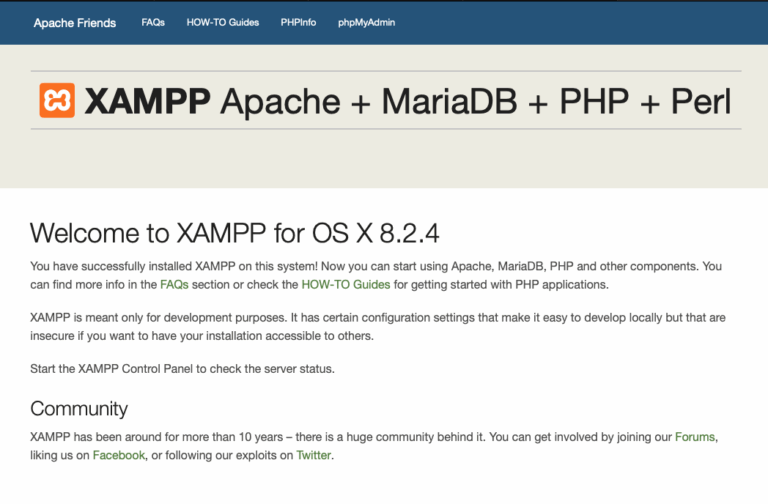 Apache Friends FAQs HOW-TO Guides PHPInfo phpMyAdmin
XAMPP Apache + MariaDB + PHP + Perl
Welcome to XAMPP for OS X 8.2.4
You have successfully installed XAMPP on this system! Now you can start using Apache, MariaDB, PHP and other components. You
can find more info in the FAQs section or check the HOW-TO Guides for getting started with PHP applications.
XAMPP is meant only for development purposes. It has certain configuration settings that make it easy to develop locally but that are
insecure if you want to have your installation accessible to others.
Start the XAMPP Control Panel to check the server status.
Community
XAMPP has been around for more than 10 years – there is a huge community behind it. You can get involved by joining our Forums,
liking us on Facebook, or following our exploits on Twitter.